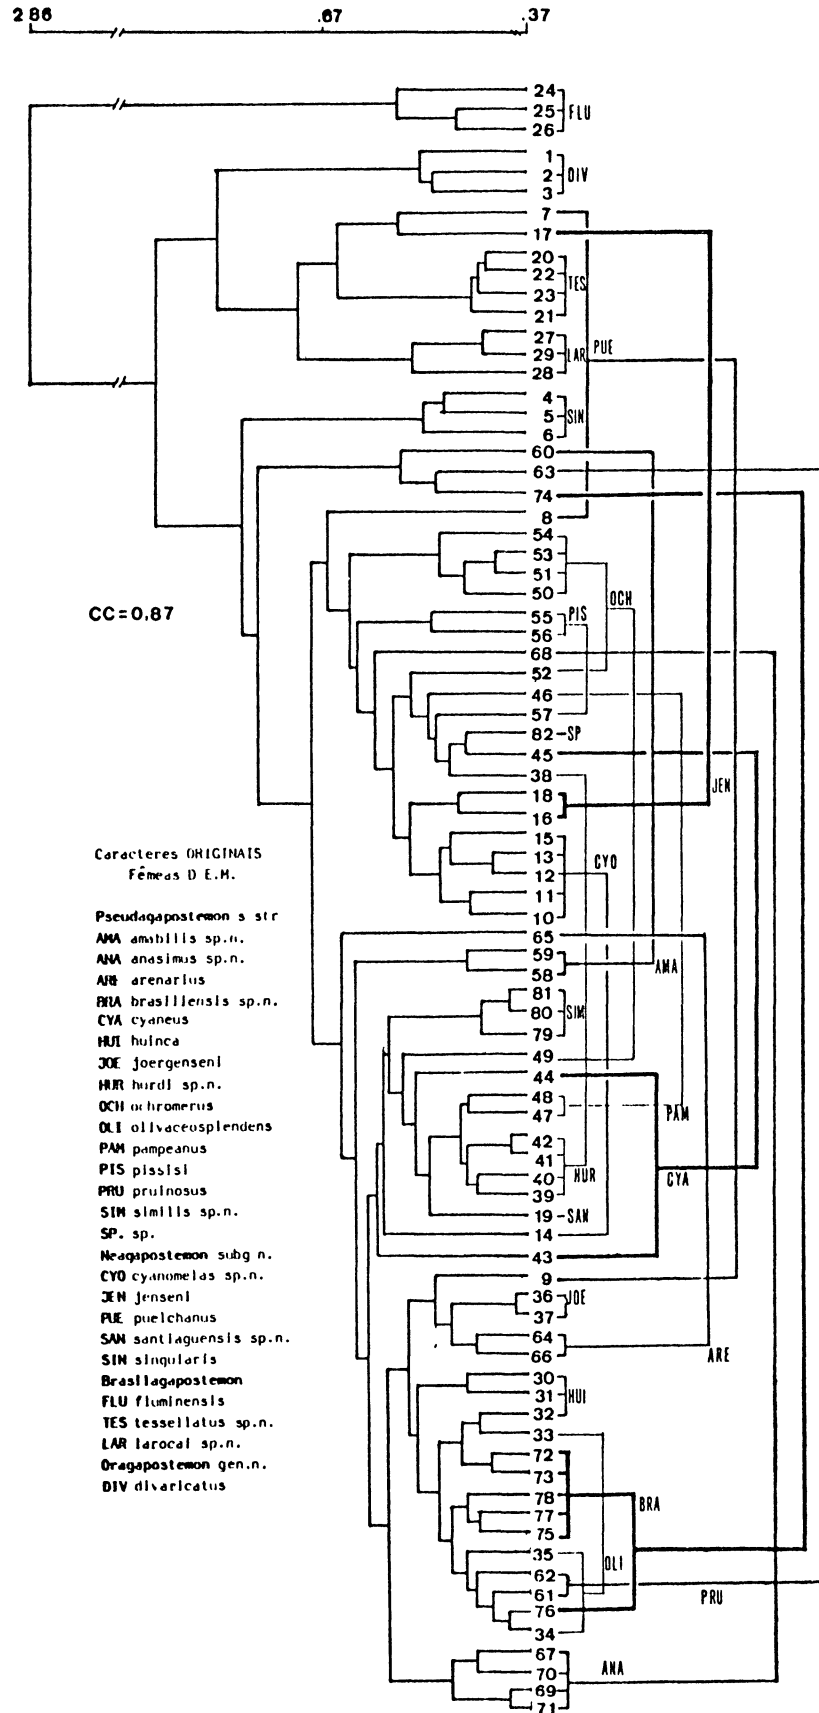 2 86 .67 .37
24
25 FLU
26
1
2 DIV
3
7
17
20
22
TES
23
21
27
29 LAR PUE
28
4
5 SIN
6
60
63
74
8
54
53
51
50
OCH
CC=0.87
55 PIS
56
68
52
46
57
82 SP
45
38
JEN
18
16
15
13 CYO
12
11
10
Caracteres ORIGINAIS
Fêmeas D E.M.
Pseudagapostemon s str
AMA amabilis sp.n.
ANA anasimus sp.n.
ARE arenarius
BRA brasiliensis sp.n.
CYA cyaneus
HUI huinca
JOE joergenseni
HUR hurdi sp.n.
OCH ochromerus
OLI olivaceosplendens
PAM pampeanus
PIS pissisi
PRU pruinosus
SIM similis sp.n.
SP. sp.
Neagapostemon subg n.
CYO cyanomelas sp.n.
JEN jenseni
PUE puelchanus
SAN santiaguensis sp.n.
SIN singularis
Brasilagapostemon
FLU fluminensis
TES tessellatus sp.n.
LAR larocai sp.n.
Oragapostemon gen.n.
DIV divaricatus
65
59
AMA
58
81
80 SIM
79
49
44
48
47 PAM
42
41
40 HUR CYA
39
19 SAN
14
43
9
36 JOE
37
64
66 ARE
30
31 HUI
32
33
72
73
78 BRA
77
75
35
OLI
62
61 PRU
76
34
67
70 ANA
69
71